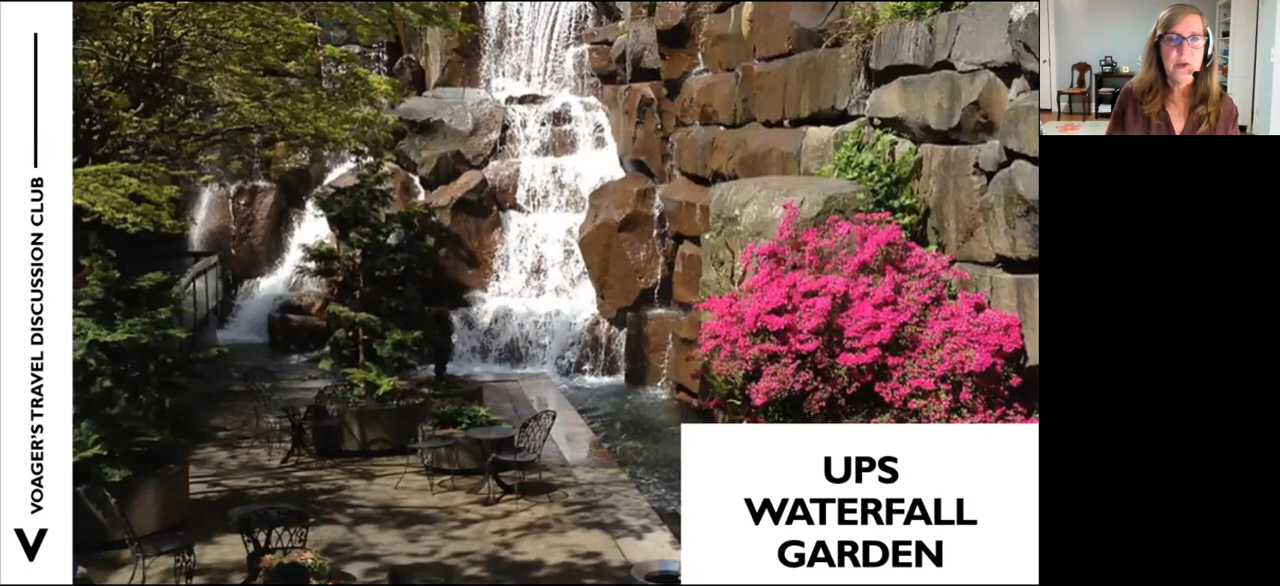 VOAGER'S TRAVEL DISCUSSION CLUB
V
UPS
WATERFALL
GARDEN